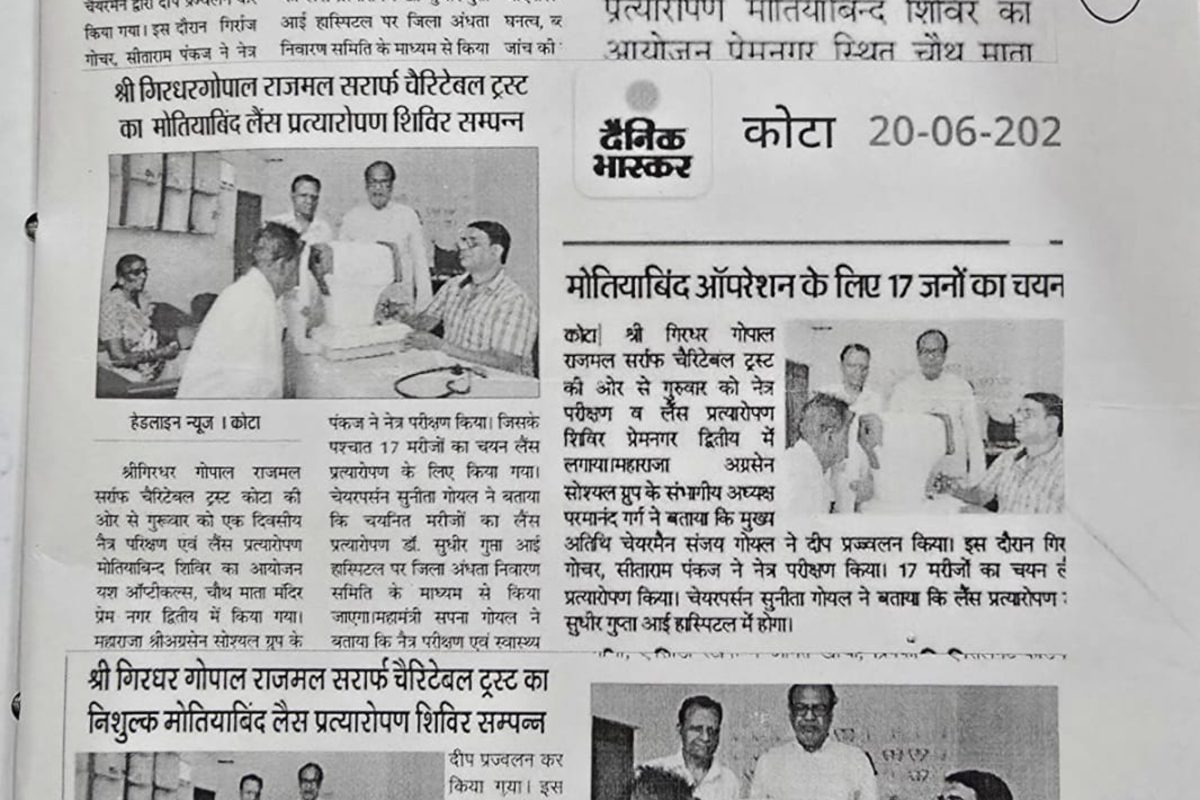 चेयरमैन द्वारा दीप प्रज्वलन कर
किया गया। इस दौरान गिर्राज
गोचर, सीताराम पंकज ने नेत्र
आई हास्पिटल पर जिला अंधता
निवारण समिति के माध्यम से किया
घनत्व,
जांच की
प्रत्यारोपण मोतियाबिन्द शिविर का
आयोजन प्रेमनगर स्थित चौथ माता
श्री गिरधरगोपाल राजमल सरार्फ चैरिटेबल ट्रस्ट
का मोतियाबिंद लैंस प्रत्यारोपण शिविर सम्पन्न
हेडलाइन न्यूज । कोटा
श्रीगिरधर गोपाल राजमल
सर्राफ चैरिटेबल ट्रस्ट कोटा की
ओर से गुरूवार को एक दिवसीय
नैत्र परिक्षण एंव लैंस प्रत्यारोपण
मोतियाबिन्द शिविर का आयोजन
यश ऑप्टीकल्स, चौथ माता मंदिर
प्रेम नगर द्वितीय में किया गया।
महाराजा श्रीअग्रसेन सोश्यल ग्रुप के
पंकज ने नेत्र परीक्षण किया। जिसके
पश्चात 17 मरीजों का चयन लैंस
प्रत्यारोपण के लिए किया गया।
चेयरपर्सन सुनीता गोयल ने बताया
कि चयनित मरीजों का लैंस
प्रत्यारोपण डॉ. सुधीर गुप्ता आई
हास्पिटल पर जिला अंधता निवारण
समिति के माध्यम से किया
जाएगा।महामंत्री सपना गोयल ने
बताया कि नैत्र परीक्षण एवं स्वास्थ्य
दैनिक
भास्कर
कोटा 20-06-202
मोतियाबिंद ऑपरेशन के लिए 17 जनों का चयन
कोटा| श्री गिरधर गोपाल
राजमल सर्राफ चैरिटेबल ट्रस्ट
की ओर से गुरुवार को नेत्र
परीक्षण व लैंस प्रत्यारोपण
शिविर प्रेमनगर द्वितीय में
लगाया।महाराजा अग्रसेन
सोश्यल ग्रुप के संभागीय अध्यक्ष
परमानंद गर्ग ने बताया कि मुख्य
अतिथि चेयरमैन संजय गोयल ने दीप प्रज्ज्वलन किया। इस दौरान गिर
गोचर, सीताराम पंकज ने नेत्र परीक्षण किया। 17 मरीजों का चयन
प्रत्यारोपण किया। चेयरपर्सन सुनीता गोयल ने बताया कि लैंस प्रत्यारोपण
सुधीर गुप्ता आई हास्पिटल में होगा।
श्री गिरधर गोपाल राजमल सरार्फ चैरिटेबल ट्रस्ट का
निशुल्क मोतियाबिंद लैस प्रत्यारोपण शिविर सम्पन्न
दीप प्रज्वलन कर
किया गया। इस